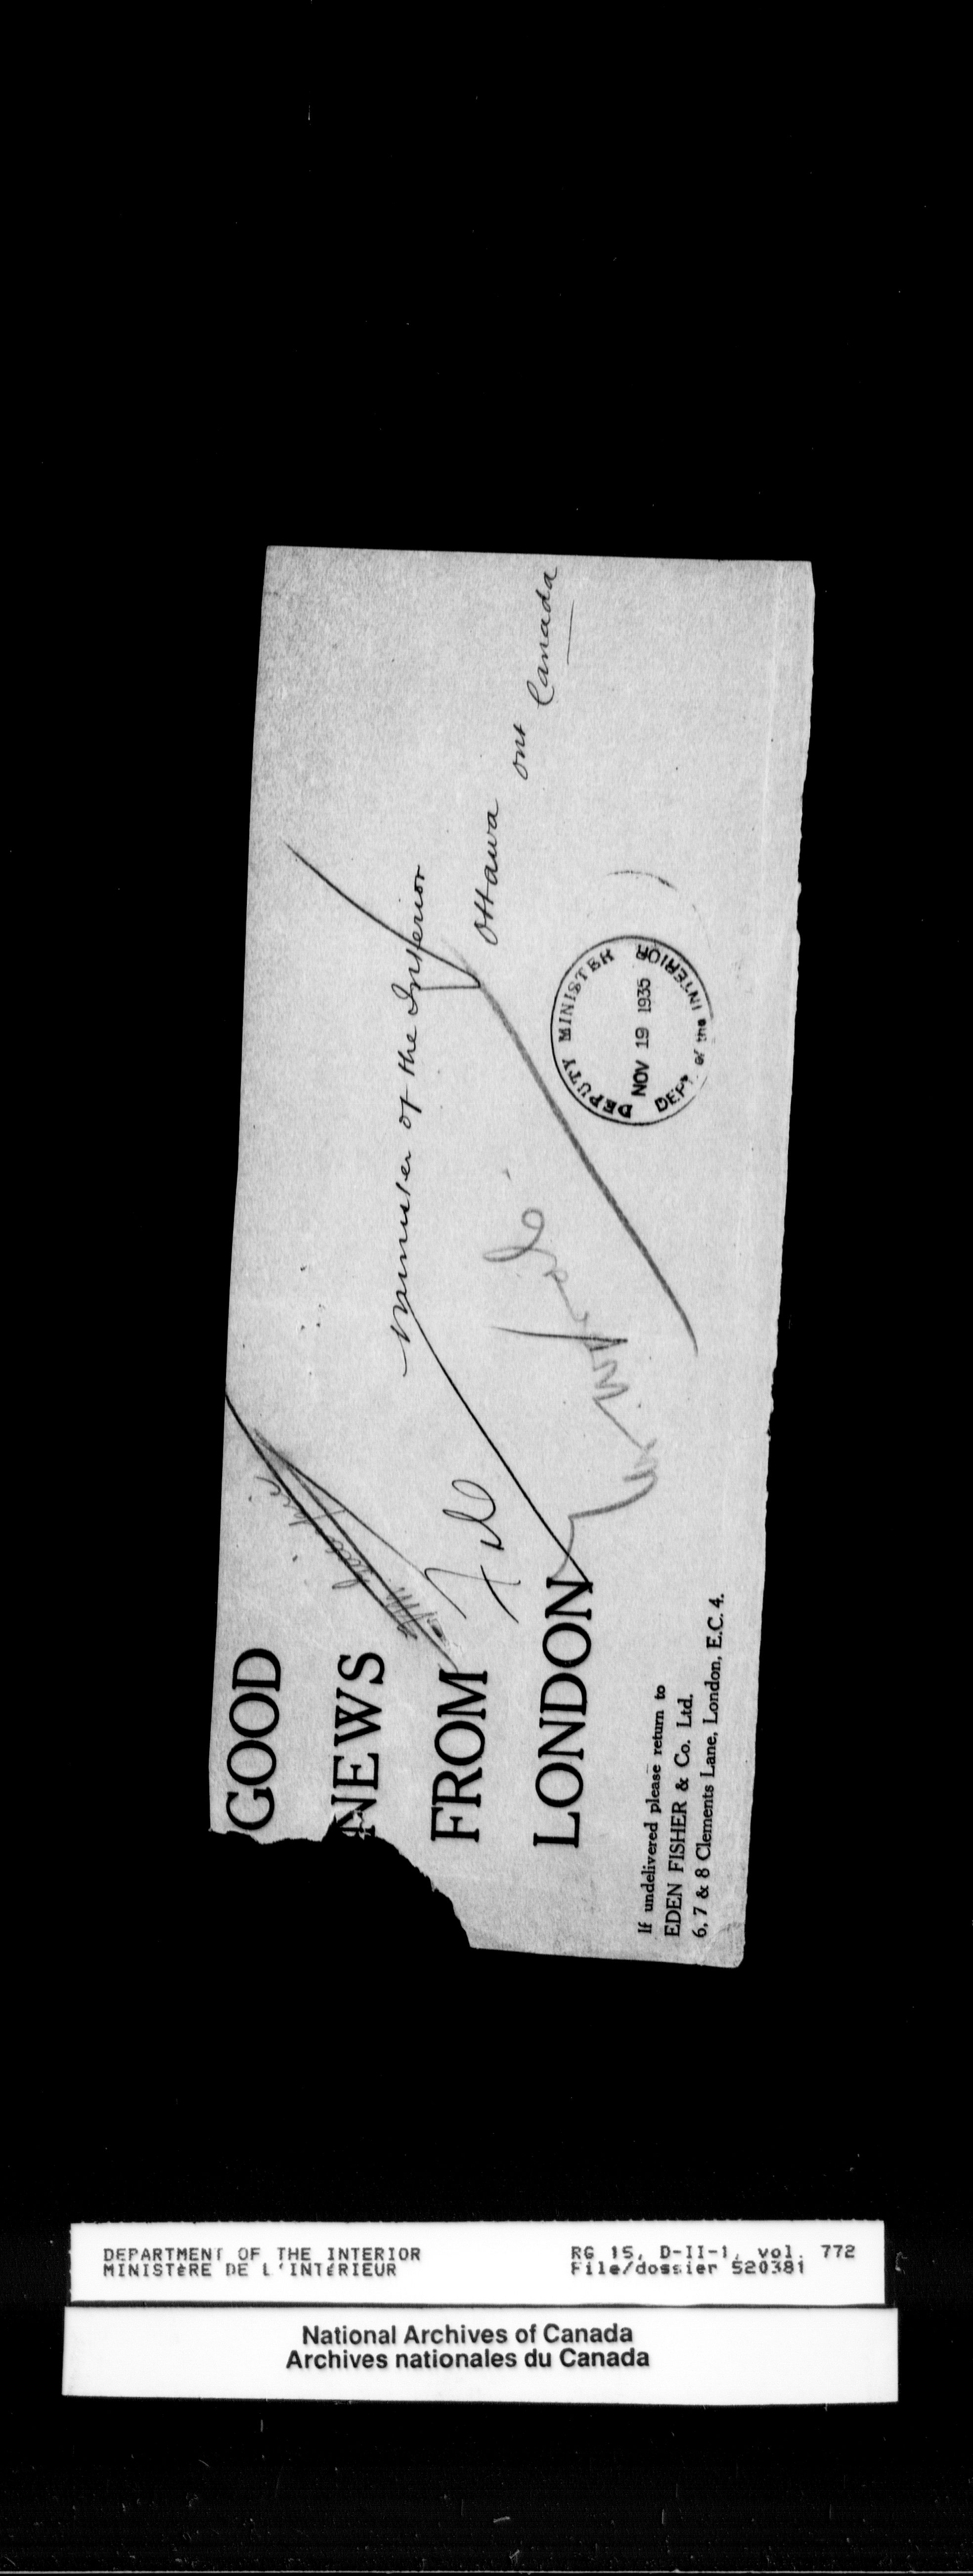 GOOD
NEWS
FROM
LONDON
File
Minister of the Interior
Ottawa
Ont
Canada
DEPUTY MINISTER
NOV 19 1935
DEPT. of the INTERIOR
If undelivered please return to
EDEN FISHER & Co. Ltd.
6, 7 & 8 Clements Lane, London, E.C. 4.
DEPARTMENT OF THE INTERIOR
MINISTÈRE DE L'INTÉRIEUR
RG 15, D-II-1, vol. 772
File/dossier 520381
National Archives of Canada
Archives nationales du Canada